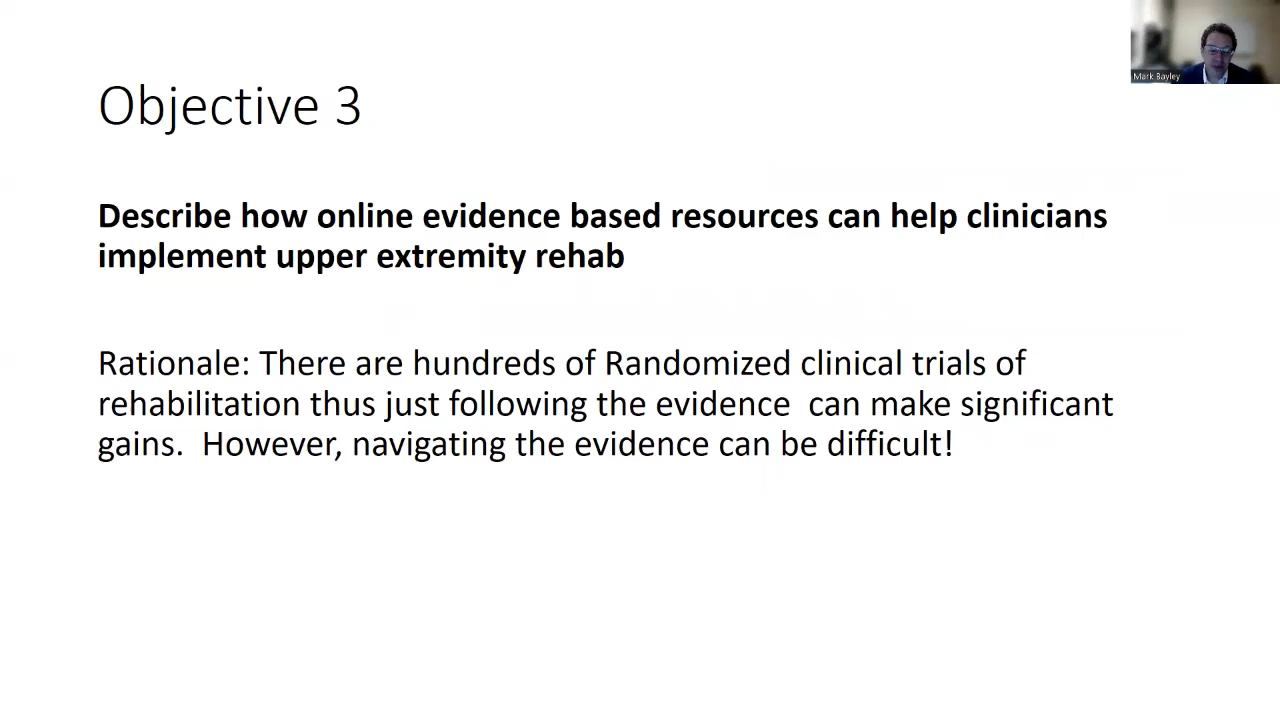 Mark Bayley
Objective 3
Describe how online evidence based resources can help clinicians
implement upper extremity rehab
Rationale: There are hundreds of Randomized clinical trials of
rehabilitation thus just following the evidence  can make significant
gains.  However, navigating the evidence can be difficult!